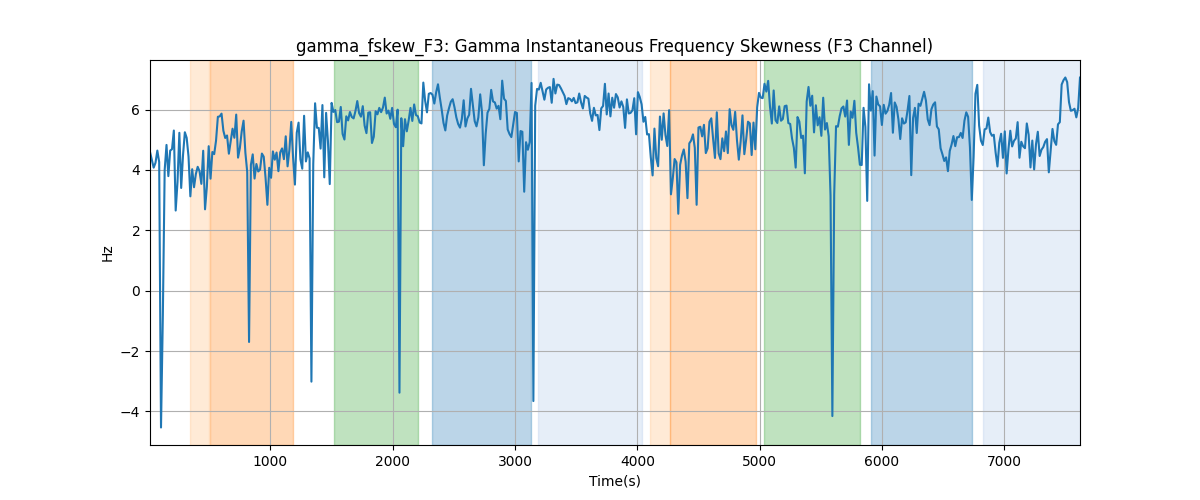 gamma_fskew_F3: Gamma Instantaneous Frequency Skewness (F3 Channel)
Hz
6
4
2
0
−2
−4
1000 2000 3000 4000 5000 6000 7000
Time(s)